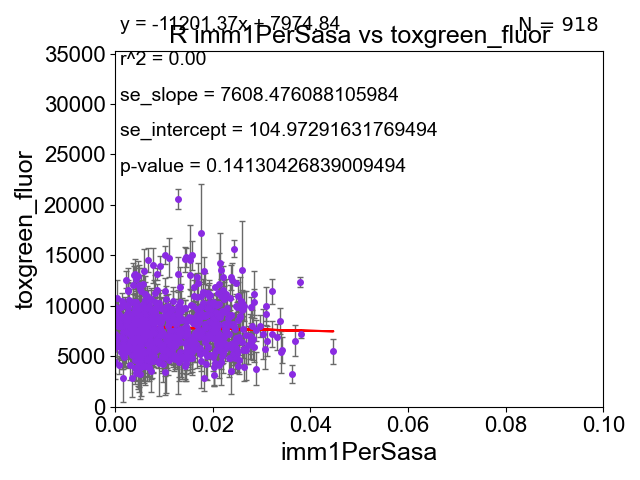 y = -11201.37x + 7974.84
N = 918
R imm1PerSasa vs toxgreen_fluor
r^2 = 0.00
se_slope = 7608.476088105984
se_intercept = 104.97291631769494
p-value = 0.14130426839009494
35000
30000
25000
20000
15000
10000
5000
0
toxgreen_fluor
0.00
0.02
0.04
0.06
0.08
0.10
imm1PerSasa